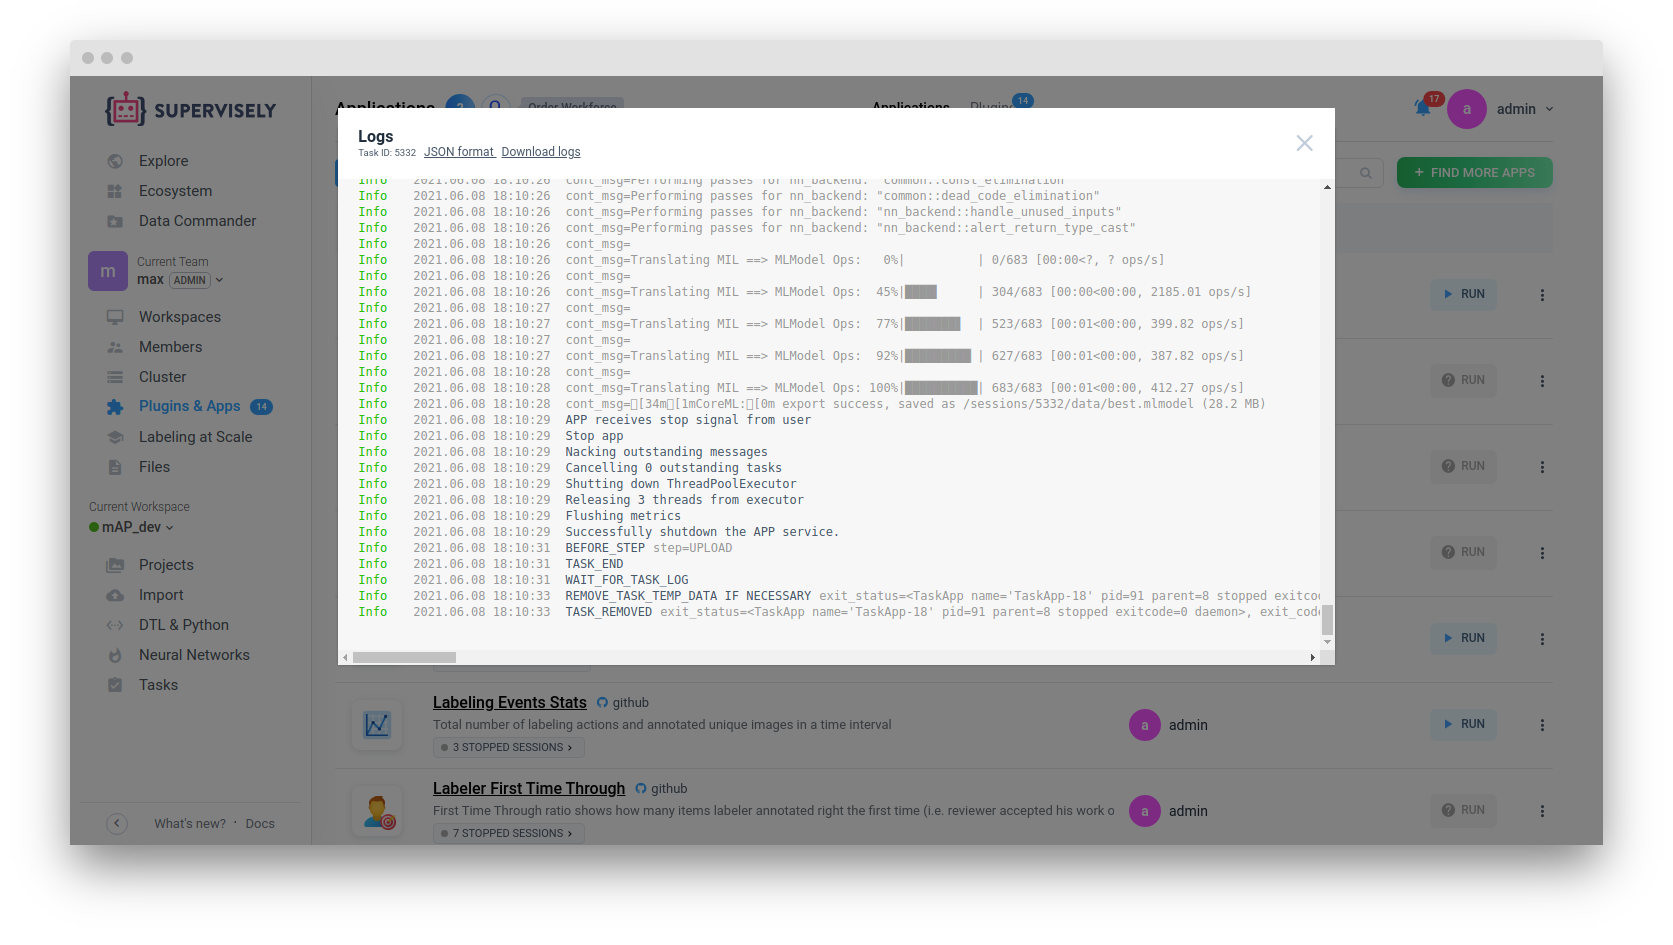 SUPERVISELY
Applications
Order Workforce
Applications
Plugins 14
17
a
admin
Explore
Ecosystem
Data Commander
m
Current Team
max ADMIN
Workspaces
Members
Cluster
Plugins & Apps 14
Labeling at Scale
Files
Current Workspace
mAP_dev
Projects
Import
DTL & Python
Neural Networks
Tasks
What's new? · Docs
+ FIND MORE APPS
Logs
Task ID: 5332 JSON format Download logs
Info 2021.06.08 18:10:26 cont_msg=Performing passes for nn_backend: "common::const_elimination"
Info 2021.06.08 18:10:26 cont_msg=Performing passes for nn_backend: "common::dead_code_elimination"
Info 2021.06.08 18:10:26 cont_msg=Performing passes for nn_backend: "nn_backend::handle_unused_inputs"
Info 2021.06.08 18:10:26 cont_msg=Performing passes for nn_backend: "nn_backend::alert_return_type_cast"
Info 2021.06.08 18:10:26 cont_msg=
Info 2021.06.08 18:10:26 cont_msg=Translating MIL ==> MLModel Ops: 0%| | 0/683 [00:00<?, ? ops/s]
Info 2021.06.08 18:10:26 cont_msg=
Info 2021.06.08 18:10:26 cont_msg=Translating MIL ==> MLModel Ops: 45%|████▍ | 304/683 [00:00<00:00, 2185.01 ops/s]
Info 2021.06.08 18:10:27 cont_msg=
Info 2021.06.08 18:10:27 cont_msg=Translating MIL ==> MLModel Ops: 77%|███████▋ | 523/683 [00:01<00:00, 399.82 ops/s]
Info 2021.06.08 18:10:27 cont_msg=
Info 2021.06.08 18:10:27 cont_msg=Translating MIL ==> MLModel Ops: 92%|█████████▏| 627/683 [00:01<00:00, 387.82 ops/s]
Info 2021.06.08 18:10:28 cont_msg=
Info 2021.06.08 18:10:28 cont_msg=Translating MIL ==> MLModel Ops: 100%|██████████| 683/683 [00:01<00:00, 412.27 ops/s]
Info 2021.06.08 18:10:28 cont_msg=□[34m□[1mCoreML:□[0m export success, saved as /sessions/5332/data/best.mlmodel (28.2 MB)
Info 2021.06.08 18:10:29 APP receives stop signal from user
Info 2021.06.08 18:10:29 Stop app
Info 2021.06.08 18:10:29 Nacking outstanding messages
Info 2021.06.08 18:10:29 Cancelling 0 outstanding tasks
Info 2021.06.08 18:10:29 Shutting down ThreadPoolExecutor
Info 2021.06.08 18:10:29 Releasing 3 threads from executor
Info 2021.06.08 18:10:29 Flushing metrics
Info 2021.06.08 18:10:29 Successfully shutdown the APP service.
Info 2021.06.08 18:10:31 BEFORE_STEP step=UPLOAD
Info 2021.06.08 18:10:31 TASK_END
Info 2021.06.08 18:10:31 WAIT_FOR_TASK_LOG
Info 2021.06.08 18:10:33 REMOVE_TASK_TEMP_DATA IF NECESSARY exit_status=<TaskApp name='TaskApp-18' pid=91 parent=8 stopped exitco
Info 2021.06.08 18:10:33 TASK_REMOVED exit_status=<TaskApp name='TaskApp-18' pid=91 parent=8 stopped exitcode=0 daemon>, exit_cod
RUN
RUN
RUN
RUN
RUN
Labeling Events Stats github
Total number of labeling actions and annotated unique images in a time interval
3 STOPPED SESSIONS
a admin
RUN
Labeler First Time Through github
First Time Through ratio shows how many items labeler annotated right the first time (i.e. reviewer accepted his work o
7 STOPPED SESSIONS
a admin
RUN